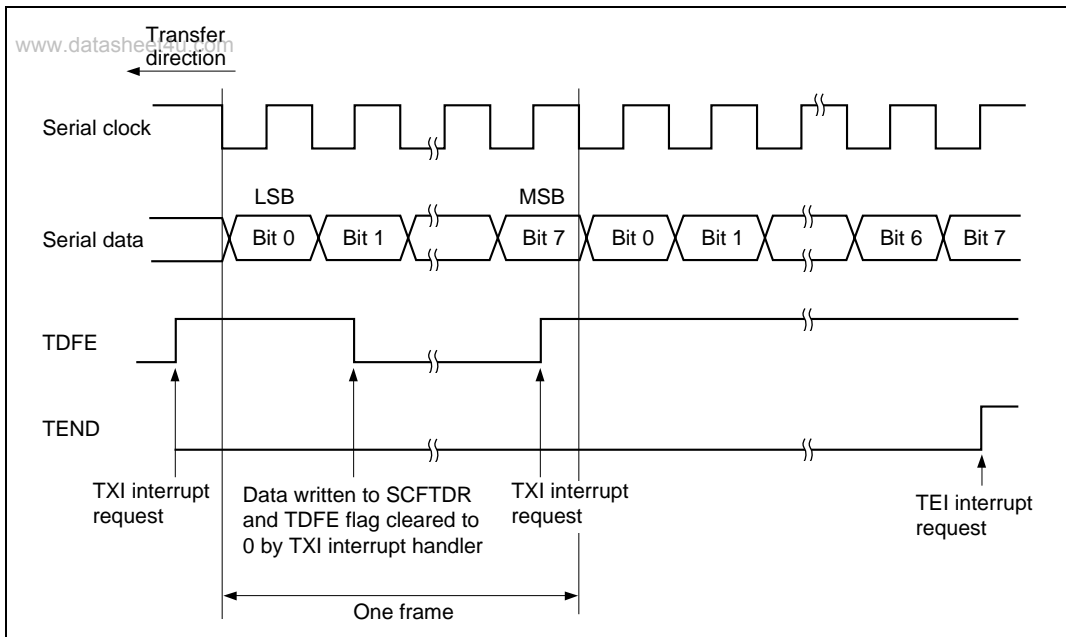 Transfer
www.datasheet4u.com
direction
Serial clock
LSB
MSB
Serial data
Bit 0
Bit 1
Bit 7
Bit 0
Bit 1
Bit 6
Bit 7
TDFE
TEND
TXI interrupt
request
Data written to SCFTDR
and TDFE flag cleared to
0 by TXI interrupt handler
TXI interrupt
request
TEI interrupt
request
One frame